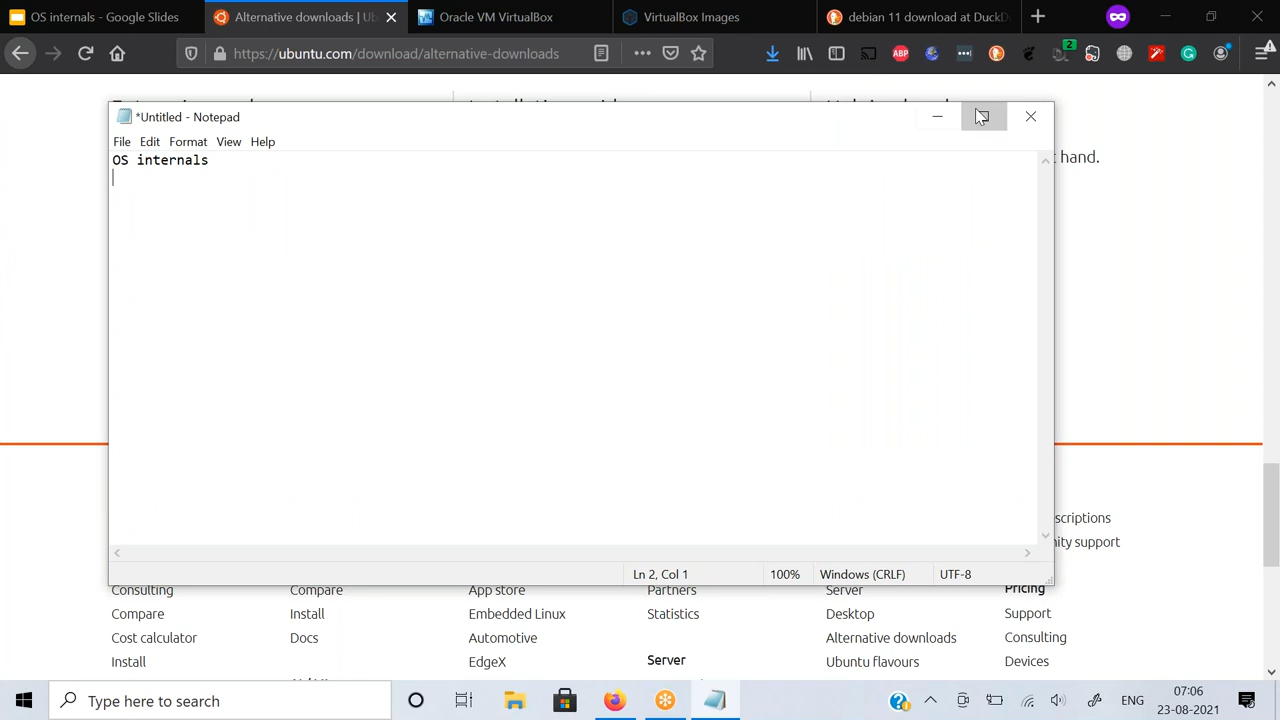 OS internals - Google Slides
Alternative downloads | Ub
Oracle VM VirtualBox
VirtualBox Images
debian 11 download at DuckD
https://ubuntu.com/download/alternative-downloads
ABP
2
*Untitled - Notepad
File Edit Format View Help
OS internals
t hand.
Ln 2, Col 1
100%
Windows (CRLF)
UTF-8
scriptions
nity support
Consulting
Compare
Cost calculator
Install
Compare
Install
Docs
App store
Embedded Linux
Automotive
EdgeX
Partners
Statistics
Server
Server
Desktop
Alternative downloads
Ubuntu flavours
Pricing
Support
Consulting
Devices
Type here to search
ENG
07:06
23-08-2021